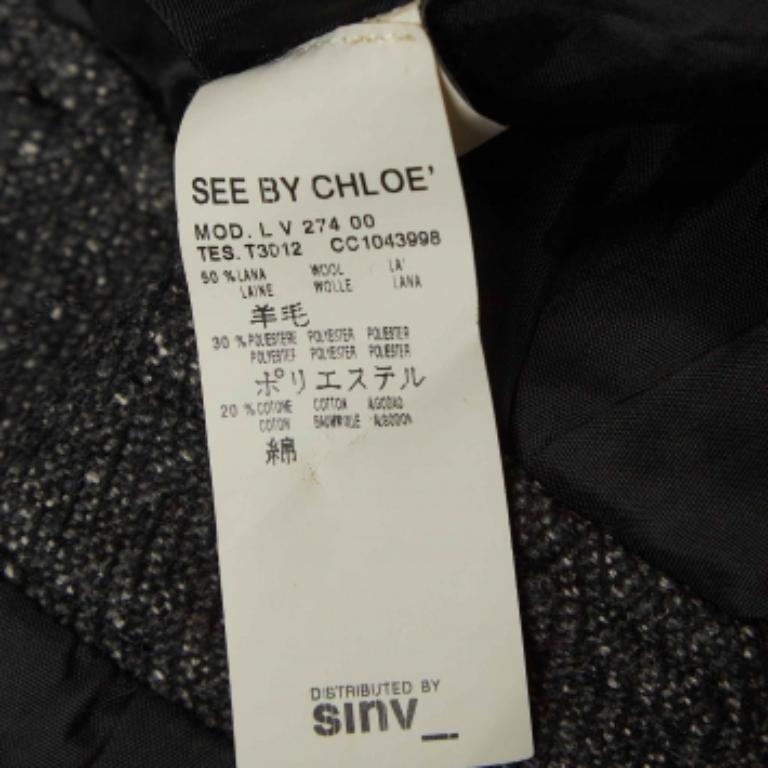 SEE BY CHLOE'
MOD. LV 274 00
TES. T3012 CC1043998
50 % LANA WOOL LA'
LAINE WOLLE LANA
羊毛
30 % POLIESTERE POLYESTER POLIESTER
POLYESTER POLYESTER POLIESTER
ポリエステル
20 % COTONE COTTON ALGODAO
COTON BAUMWOLLE ALGODON
綿
DISTRIBUTED BY
sinv_